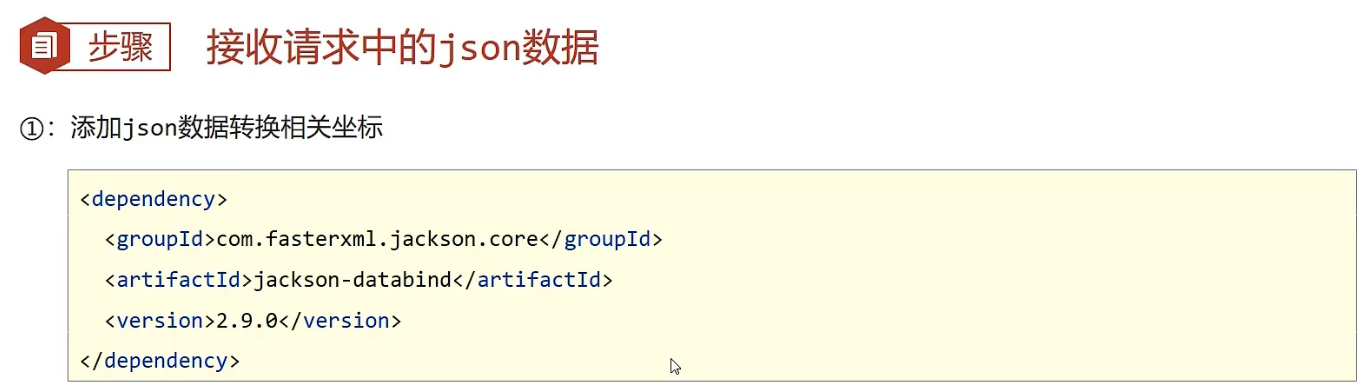 步骤 接收请求中的json数据
①：添加json数据转换相关坐标
<dependency>
<groupId>com.fasterxml.jackson.core</groupId>
<artifactId>jackson-databind</artifactId>
<version>2.9.0</version>
</dependency>